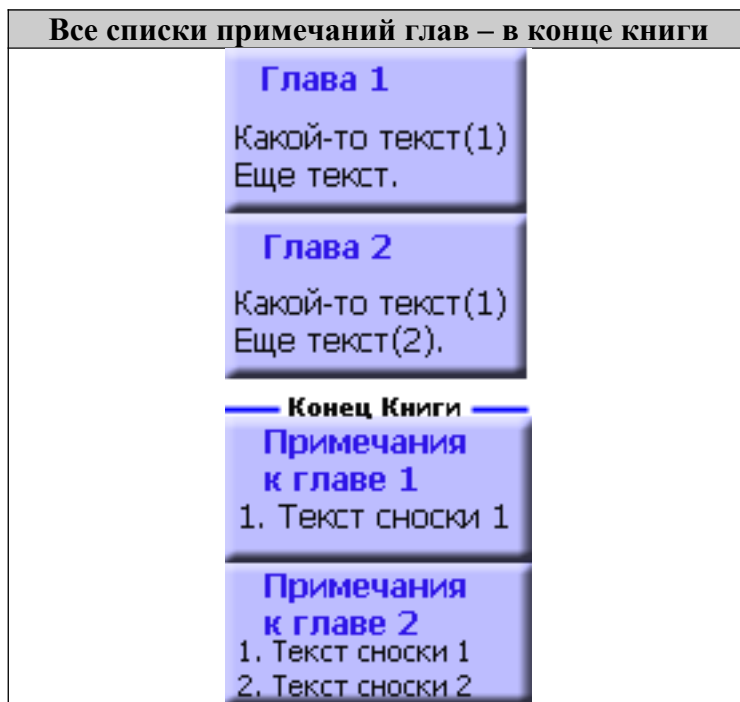 Все списки примечаний глав – в конце книги
Глава 1
Какой-то текст(1)
Еще текст.
Глава 2
Какой-то текст(1)
Еще текст(2).
Конец Книги
Примечания
к главе 1
1. Текст сноски 1
Примечания
к главе 2
1. Текст сноски 1
2. Текст сноски 2